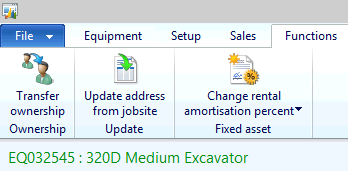 File Equipment Setup Sales Functions
Transfer ownership
Update address from jobsite
Change rental amortisation percent
Ownership Update Fixed asset
EQ032545 : 320D Medium Excavator